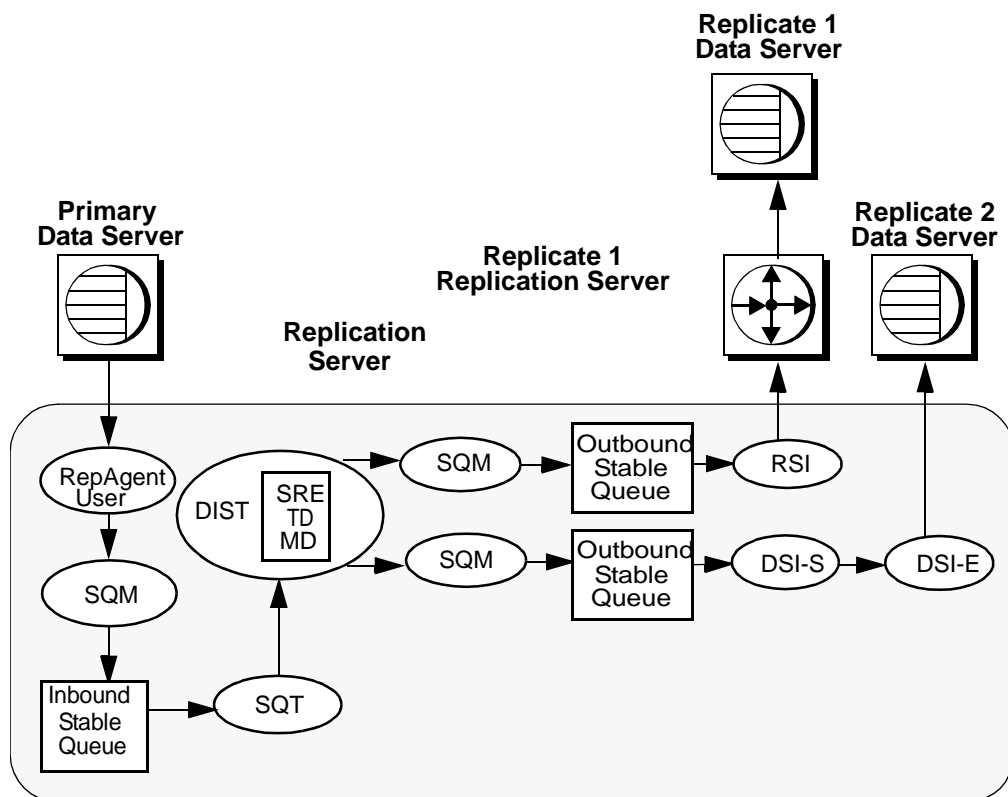 Replicate 1
Data Server
Primary
Data Server
Replicate 2
Data Server
Replicate 1
Replication Server
Replication
Server
RepAgent
User
SQM
Inbound
Stable
Queue
SQT
DIST
SRE
TD
MD
SQM
Outbound
Stable
Queue
RSI
SQM
Outbound
Stable
Queue
DSI-S
DSI-E